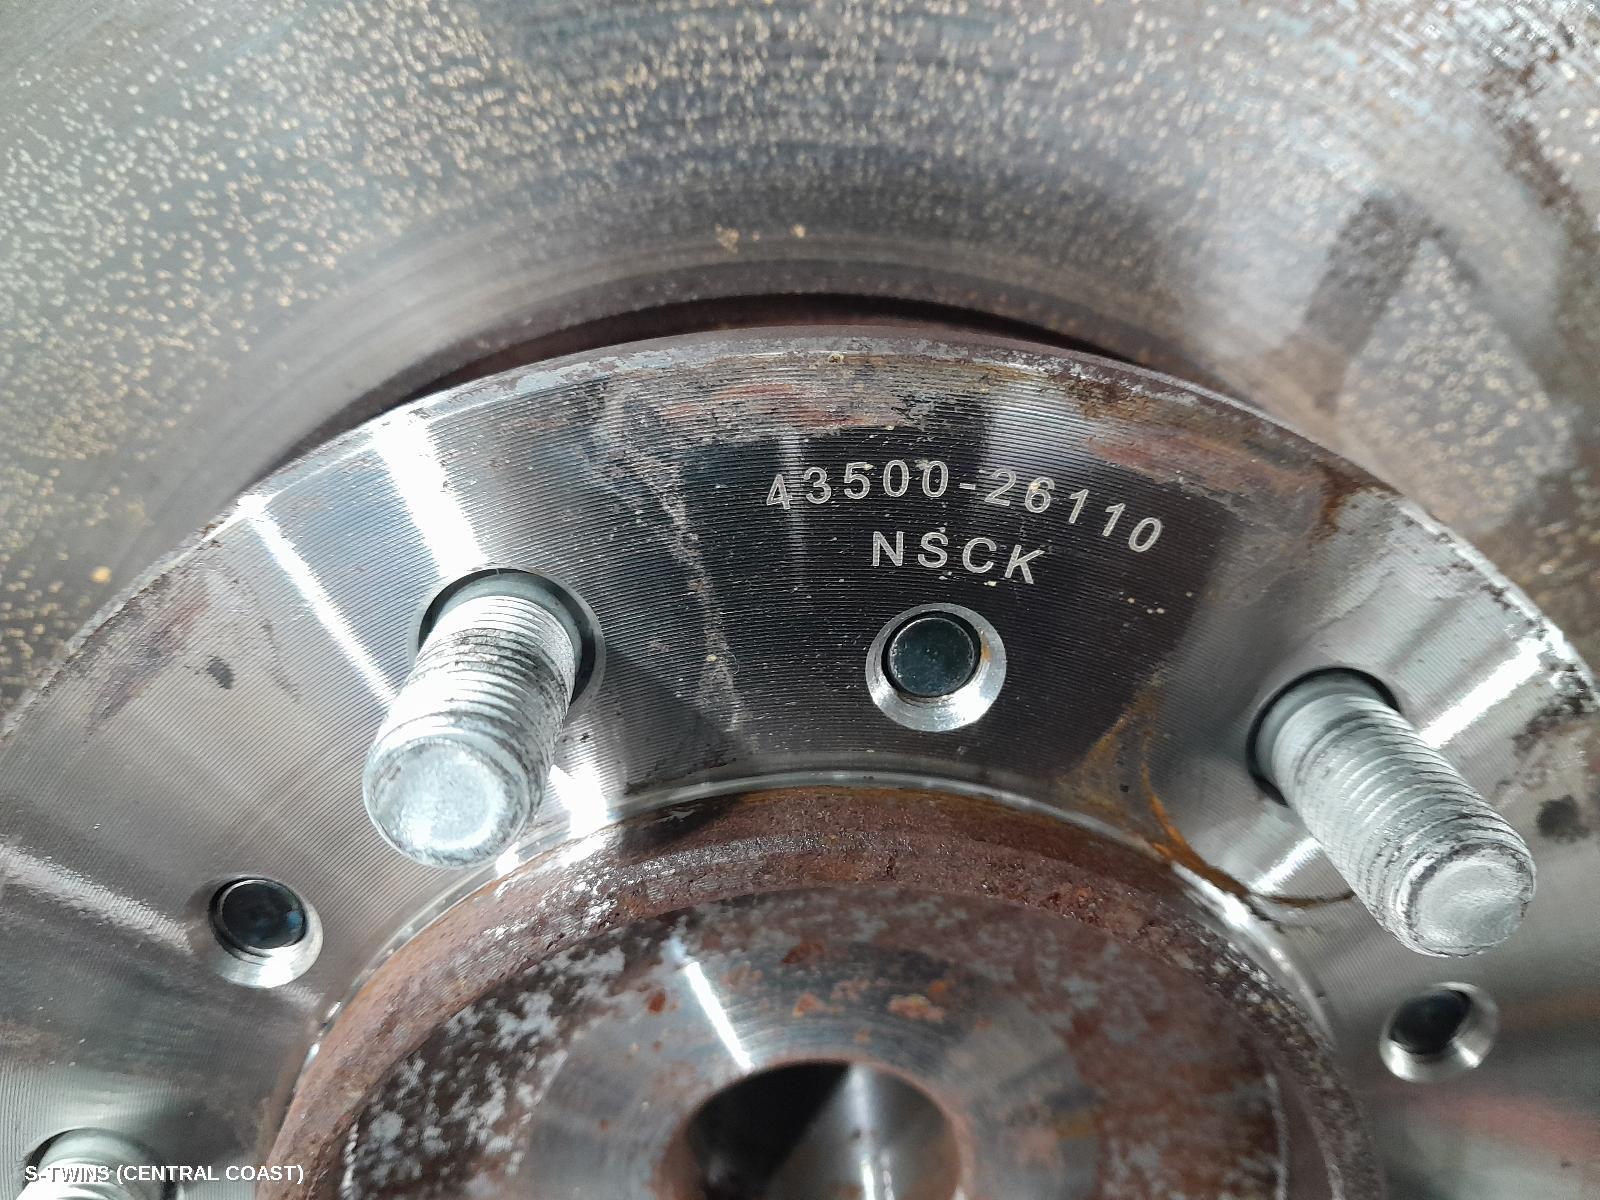 43500-26110
NSCK
S-TWINS (CENTRAL COAST)